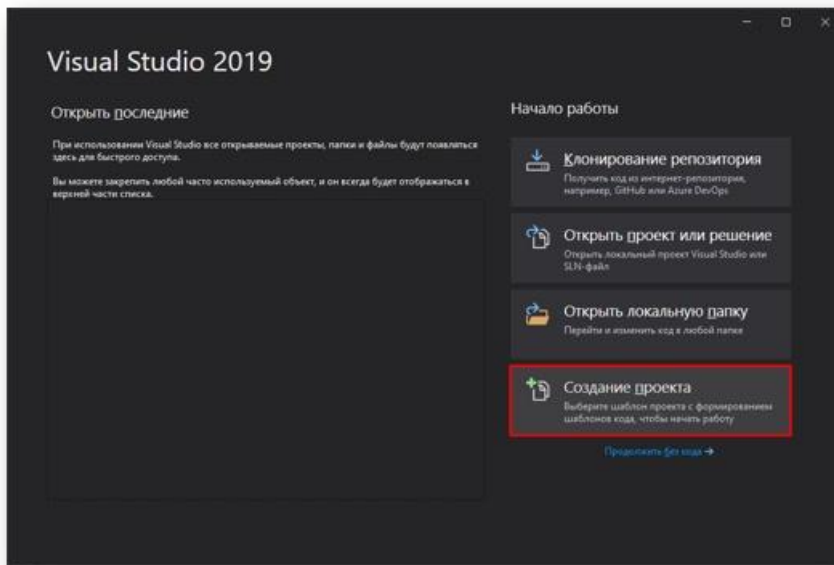 Visual Studio 2019
Открыть последние
При использовании Visual Studio все открываемые проекты, папки и файлы будут появляться
здесь для быстрого доступа.
Вы можете закрепить любой часто используемый объект, и он всегда будет отображаться в
верхней части списка.
Начало работы
Клонирование репозитория
Получить код из интернет-репозитория,
например, GitHub или Azure DevOps
Открыть проект или решение
Открыть локальный проект Visual Studio или
SLN-файл
Открыть локальную папку
Перейти и изменить код в любой папке
Создание проекта
Выберите шаблон проекта с формированием
шаблонов кода, чтобы начать работу
Продолжить без кода →